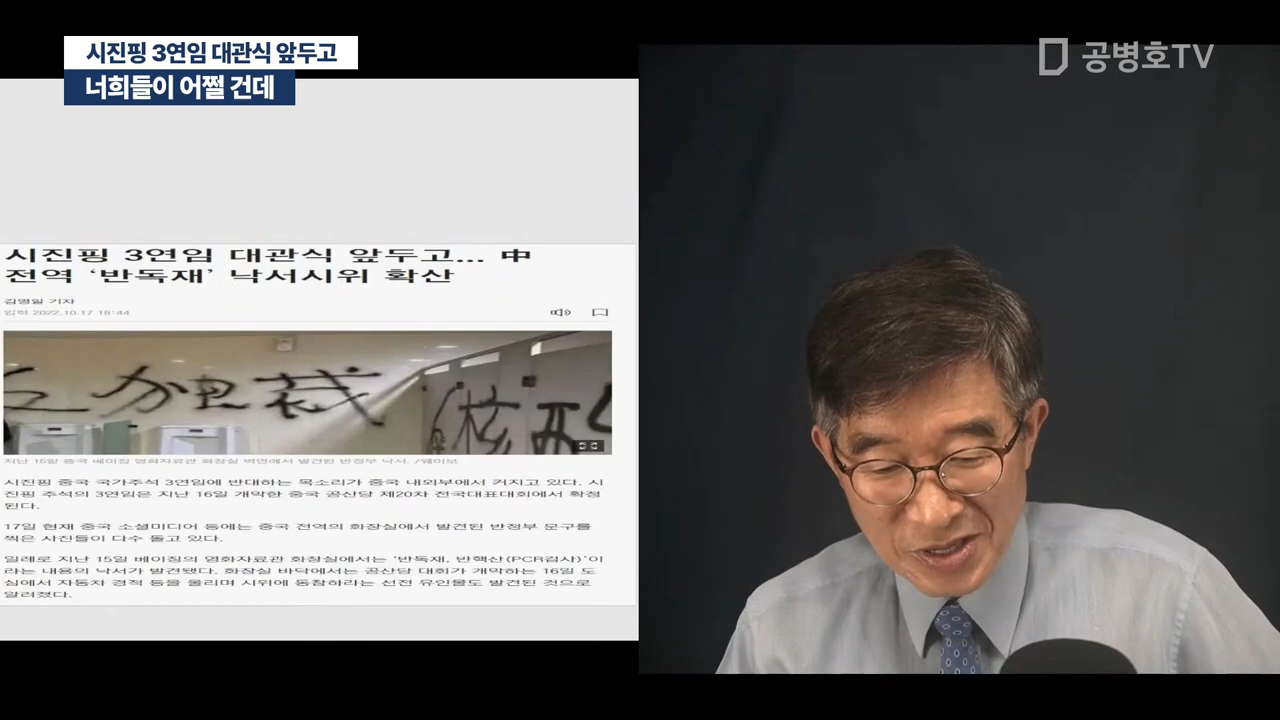 시진핑 3연임 대관식 앞두고
너희들이 어쩔 건데
공병호TV
시진핑 3연임 대관식 앞두고... 中
전역 ‘반독재’ 낙서시위 확산
김명일 기자
입력 2022.10.17 18:44
裁
核
지난 15일 중국 베이징 영화자료관 화장실 벽면에서 발견된 반정부 낙서. /웨이보
시진핑 중국 국가주석 3연임에 반대하는 목소리가 중국 내외부에서 커지고 있다. 시
진핑 주석의 3연임은 지난 16일 개막한 중국 공산당 제20차 전국대표대회에서 확정
된다.
17일 현재 중국 소셜미디어 등에는 중국 전역의 화장실에서 발견된 반정부 문구를
찍은 사진들이 다수 돌고 있다.
일례로 지난 15일 베이징의 영화자료관 화장실에서는 ‘반독재, 반핵산(PCR검사)’이
라는 내용의 낙서가 발견됐다. 화장실 바닥에서는 공산당 대회가 개막하는 16일 도
심에서 자동차 경적 등을 울리며 시위에 동참하라는 선전 유인물도 발견된 것으로
알려졌다.